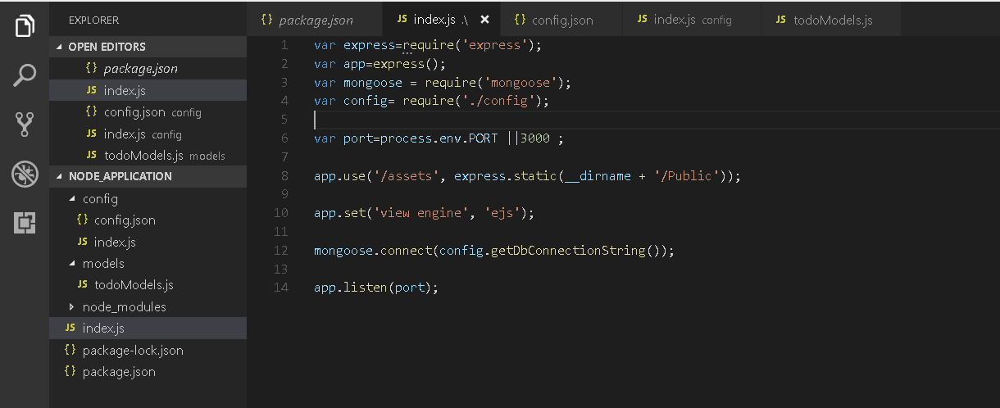 EXPLORER
OPEN EDITORS
{} package.json
JS index.js
{} config.json config
JS index.js config
JS todoModels.js models
NODE_APPLICATION
config
{} config.json
JS index.js
models
JS todoModels.js
node_modules
JS index.js
{} package-lock.json
{} package.json
{} package.json
JS index.js .\
{} config.json
JS index.js config
JS todoModels.js
1 var express=require('express');
2 var app=express();
3 var mongoose = require('mongoose');
4 var config= require('./config');
5
6 var port=process.env.PORT ||3000 ;
7
8 app.use('/assets', express.static(__dirname + '/Public'));
9
10 app.set('view engine', 'ejs');
11
12 mongoose.connect(config.getDbConnectionString());
13
14 app.listen(port);